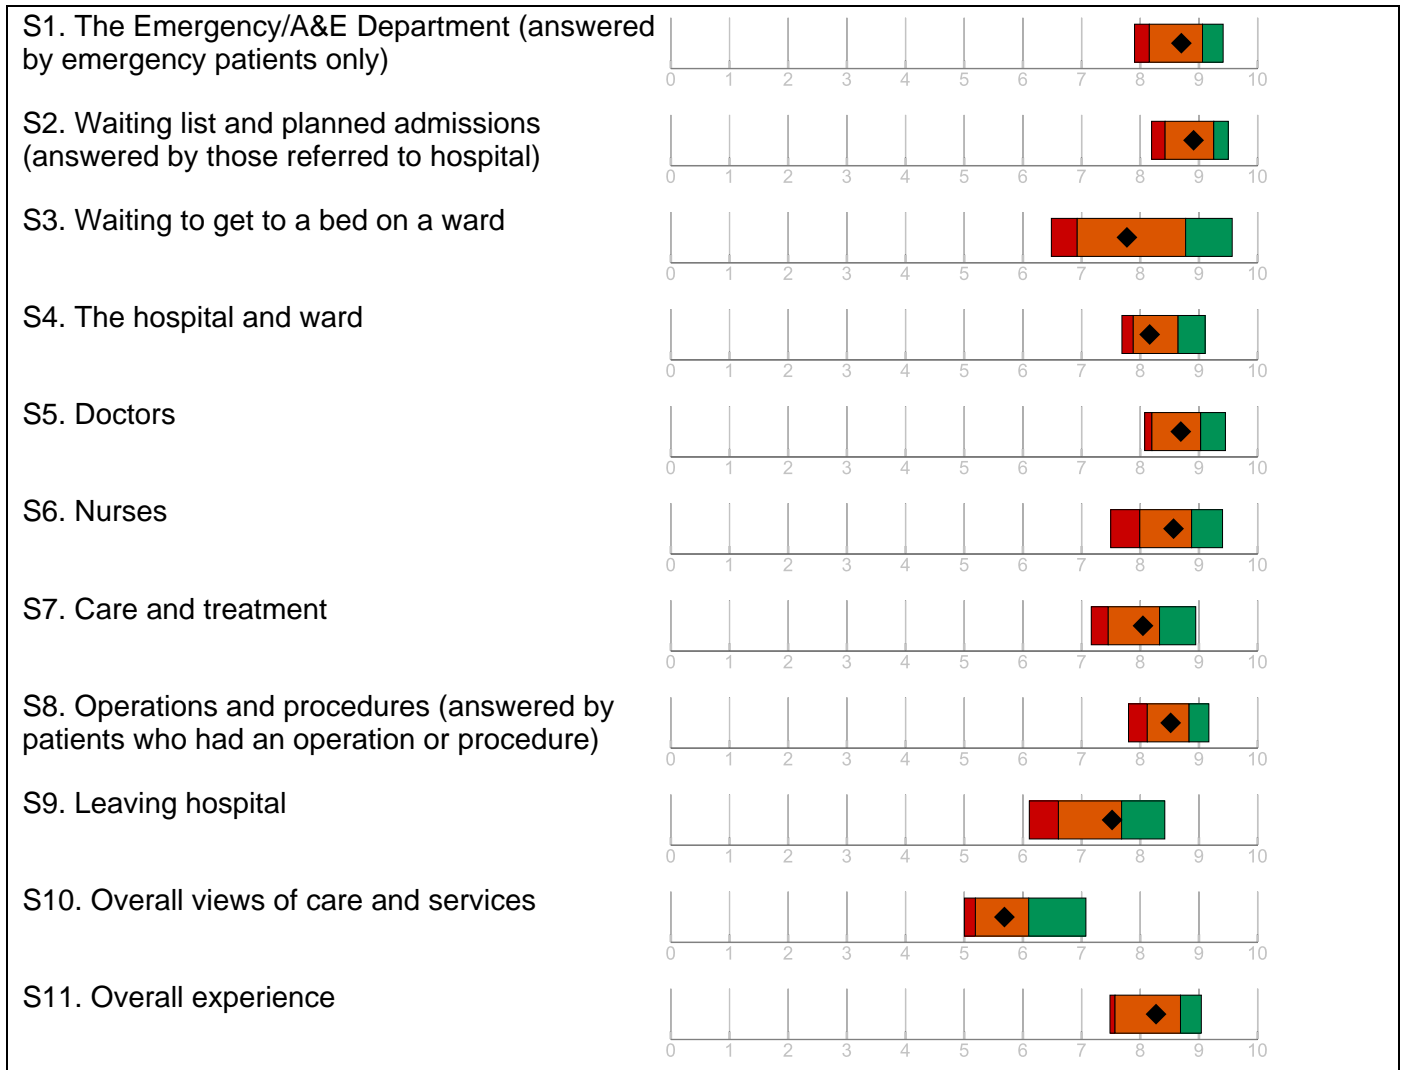 S1. The Emergency/A&E Department (answered
by emergency patients only)
0 1 2 3 4 5 6 7 8 9 10
S2. Waiting list and planned admissions
(answered by those referred to hospital)
0 1 2 3 4 5 6 7 8 9 10
S3. Waiting to get to a bed on a ward
0 1 2 3 4 5 6 7 8 9 10
S4. The hospital and ward
0 1 2 3 4 5 6 7 8 9 10
S5. Doctors
0 1 2 3 4 5 6 7 8 9 10
S6. Nurses
0 1 2 3 4 5 6 7 8 9 10
S7. Care and treatment
0 1 2 3 4 5 6 7 8 9 10
S8. Operations and procedures (answered by
patients who had an operation or procedure)
0 1 2 3 4 5 6 7 8 9 10
S9. Leaving hospital
0 1 2 3 4 5 6 7 8 9 10
S10. Overall views of care and services
0 1 2 3 4 5 6 7 8 9 10
S11. Overall experience
0 1 2 3 4 5 6 7 8 9 10